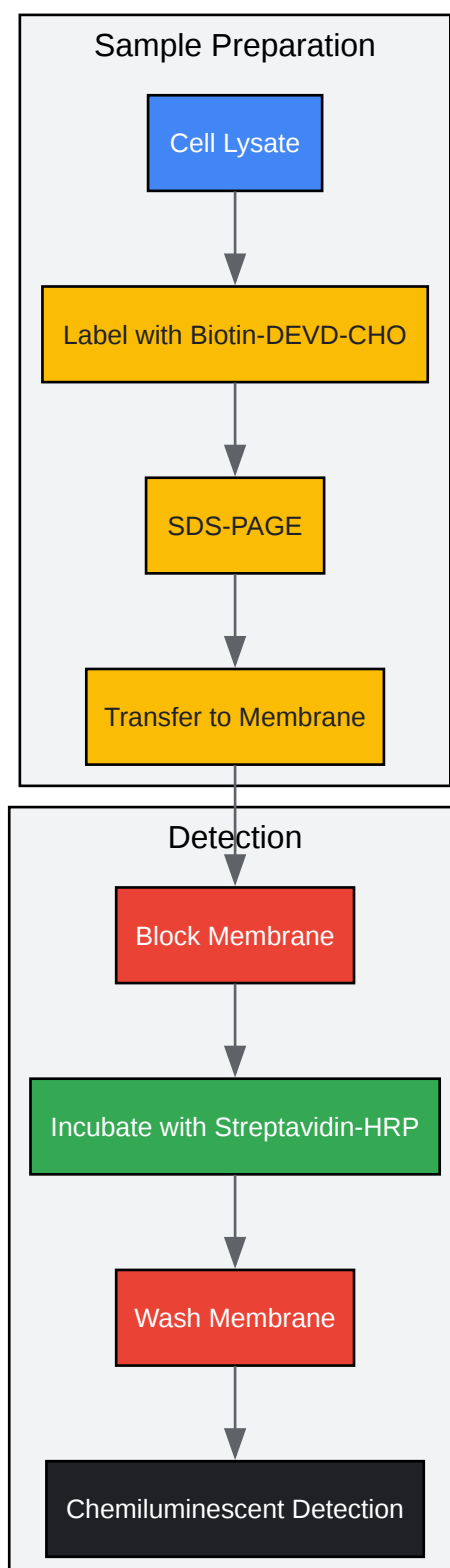 Sample Preparation
Cell Lysate
Label with Biotin-DEVD-CHO
SDS-PAGE
Transfer to Membrane
Detection
Block Membrane
Incubate with Streptavidin-HRP
Wash Membrane
Chemiluminescent Detection